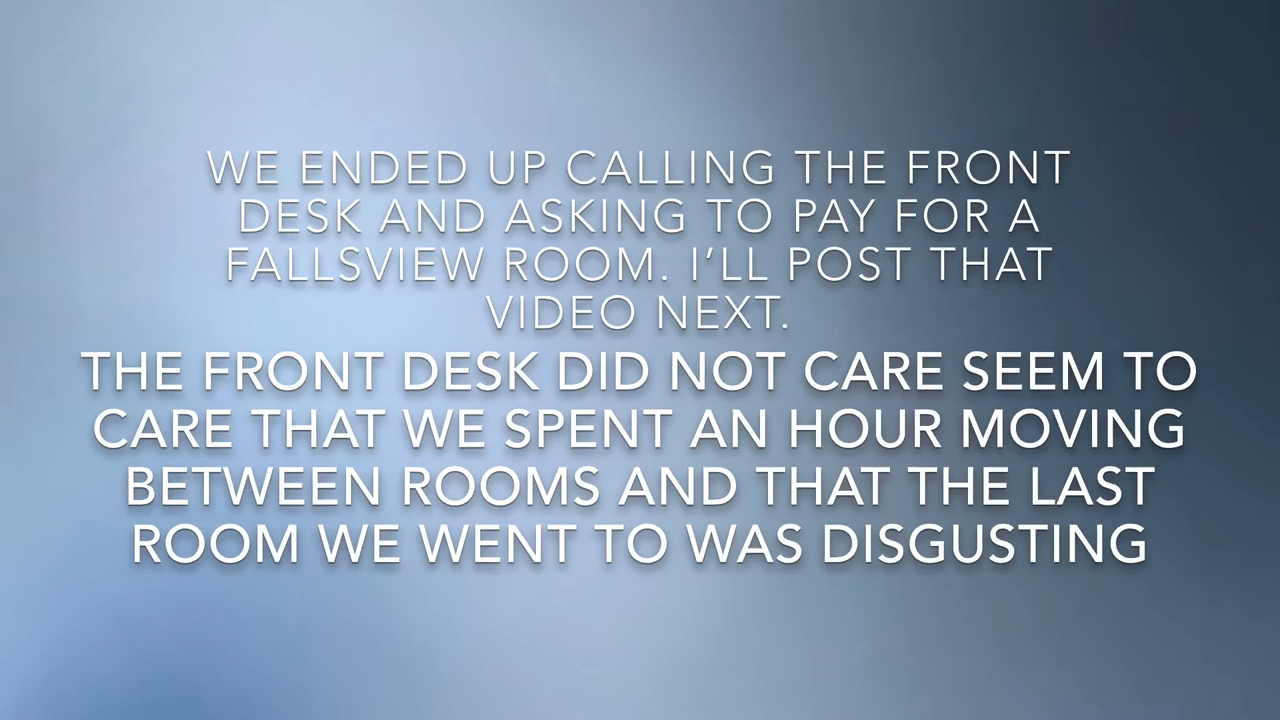 WE ENDED UP CALLING THE FRONT
DESK AND ASKING TO PAY FOR A
FALLSVIEW ROOM. I’LL POST THAT
VIDEO NEXT.
THE FRONT DESK DID NOT CARE SEEM TO
CARE THAT WE SPENT AN HOUR MOVING
BETWEEN ROOMS AND THAT THE LAST
ROOM WE WENT TO WAS DISGUSTING